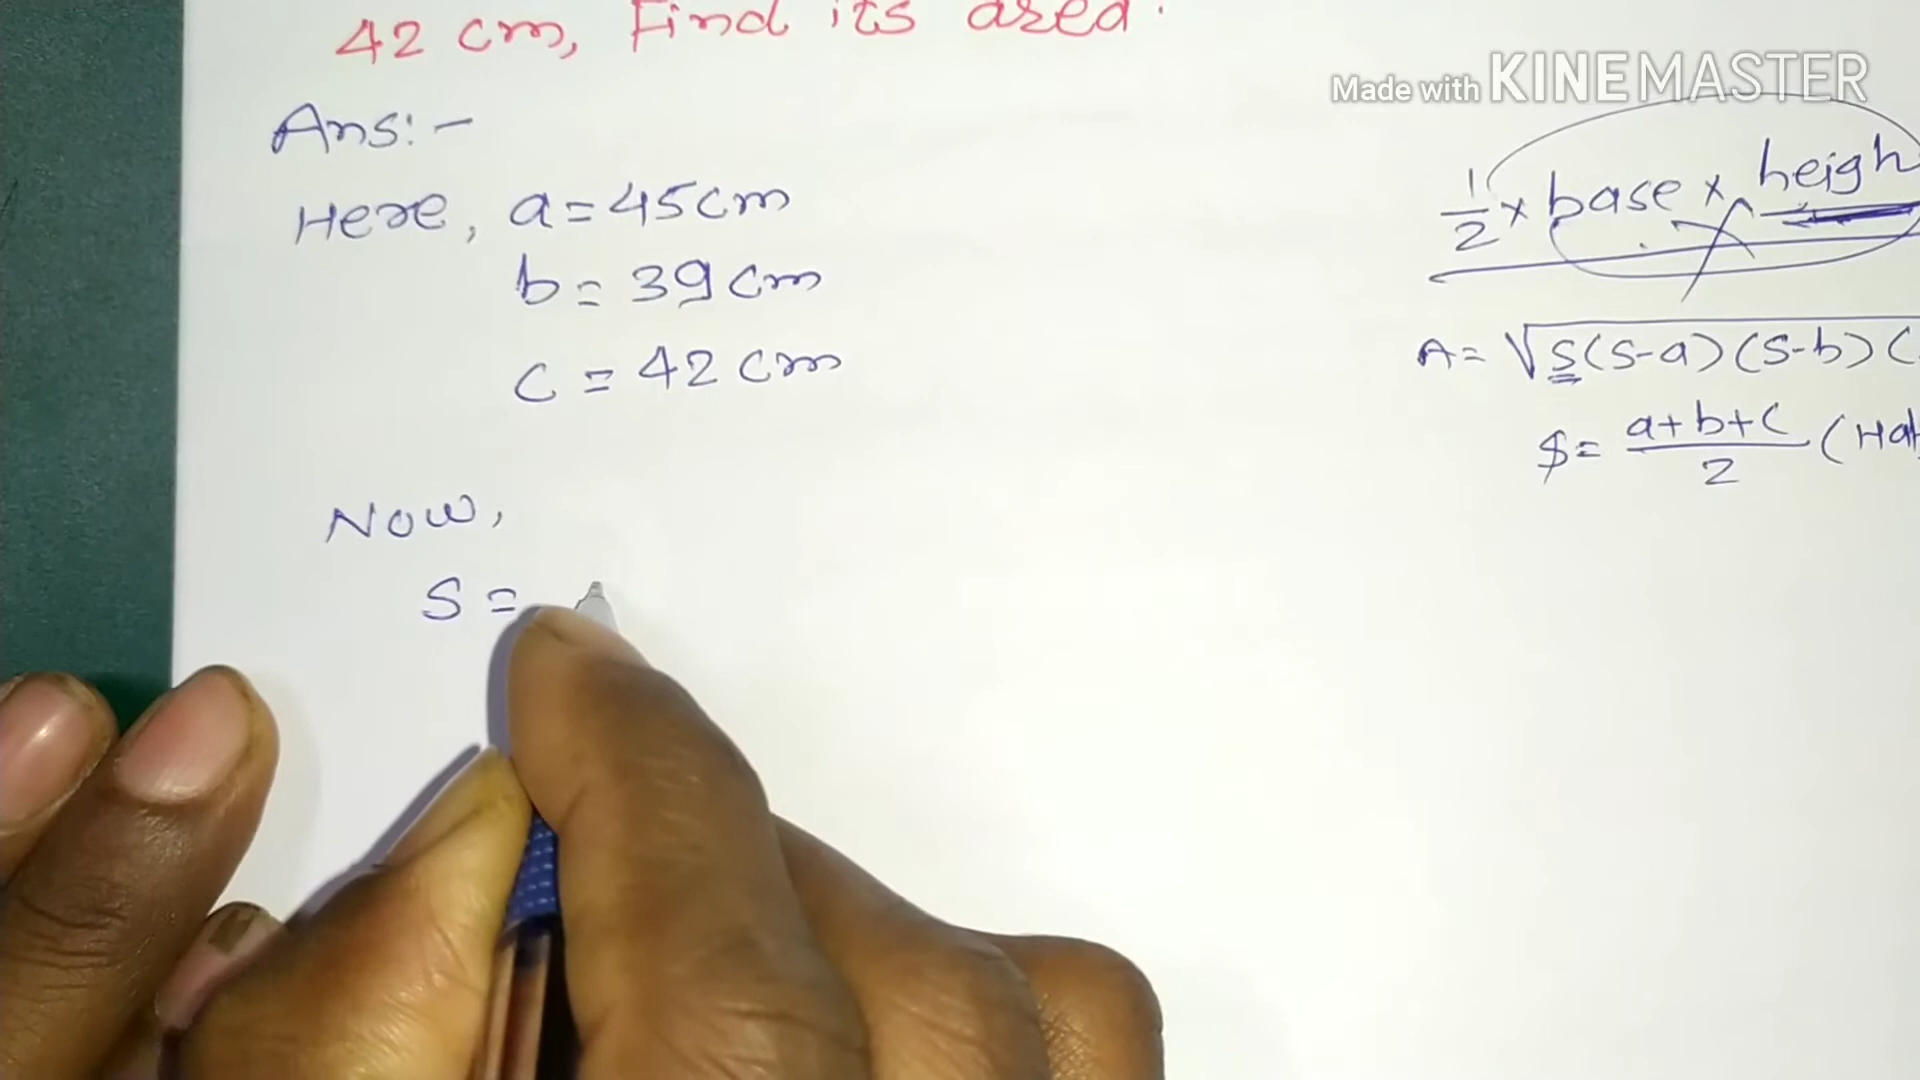 42 cm, Find its area.
Made with KINEMASTER
Ans:-
Here, a=45cm
b= 39 cm
c = 42 cm
1/2 × base × heigh
A= √s(s-a)(s-b)(
S= a+b+c/2 (Hal
Now,
S =